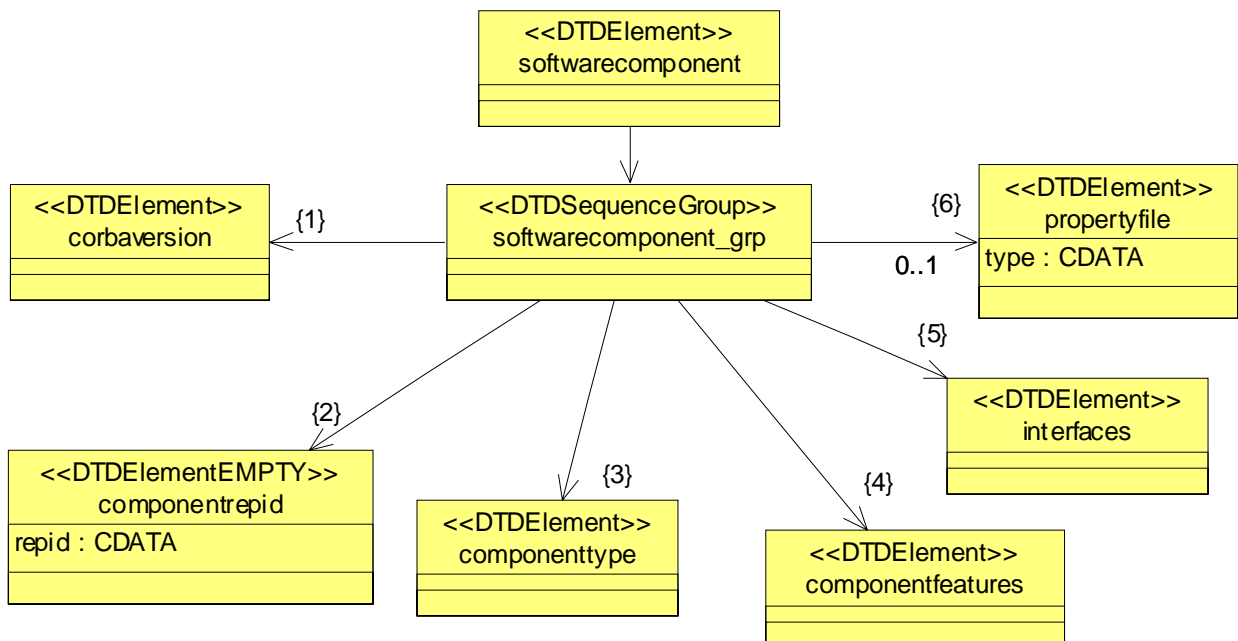 <<DTDElement>>
softwarecomponent
<<DTDElement>>
corbaversion
{1}
<<DTDSequenceGroup>>
softwarecomponent_grp
{6}
0..1
<<DTDElement>>
propertyfile
type : CDATA
{5}
<<DTDElement>>
interfaces
{2}
<<DTDElementEMPTY>>
componentrepid
repid : CDATA
{3}
<<DTDElement>>
componenttype
{4}
<<DTDElement>>
componentfeatures